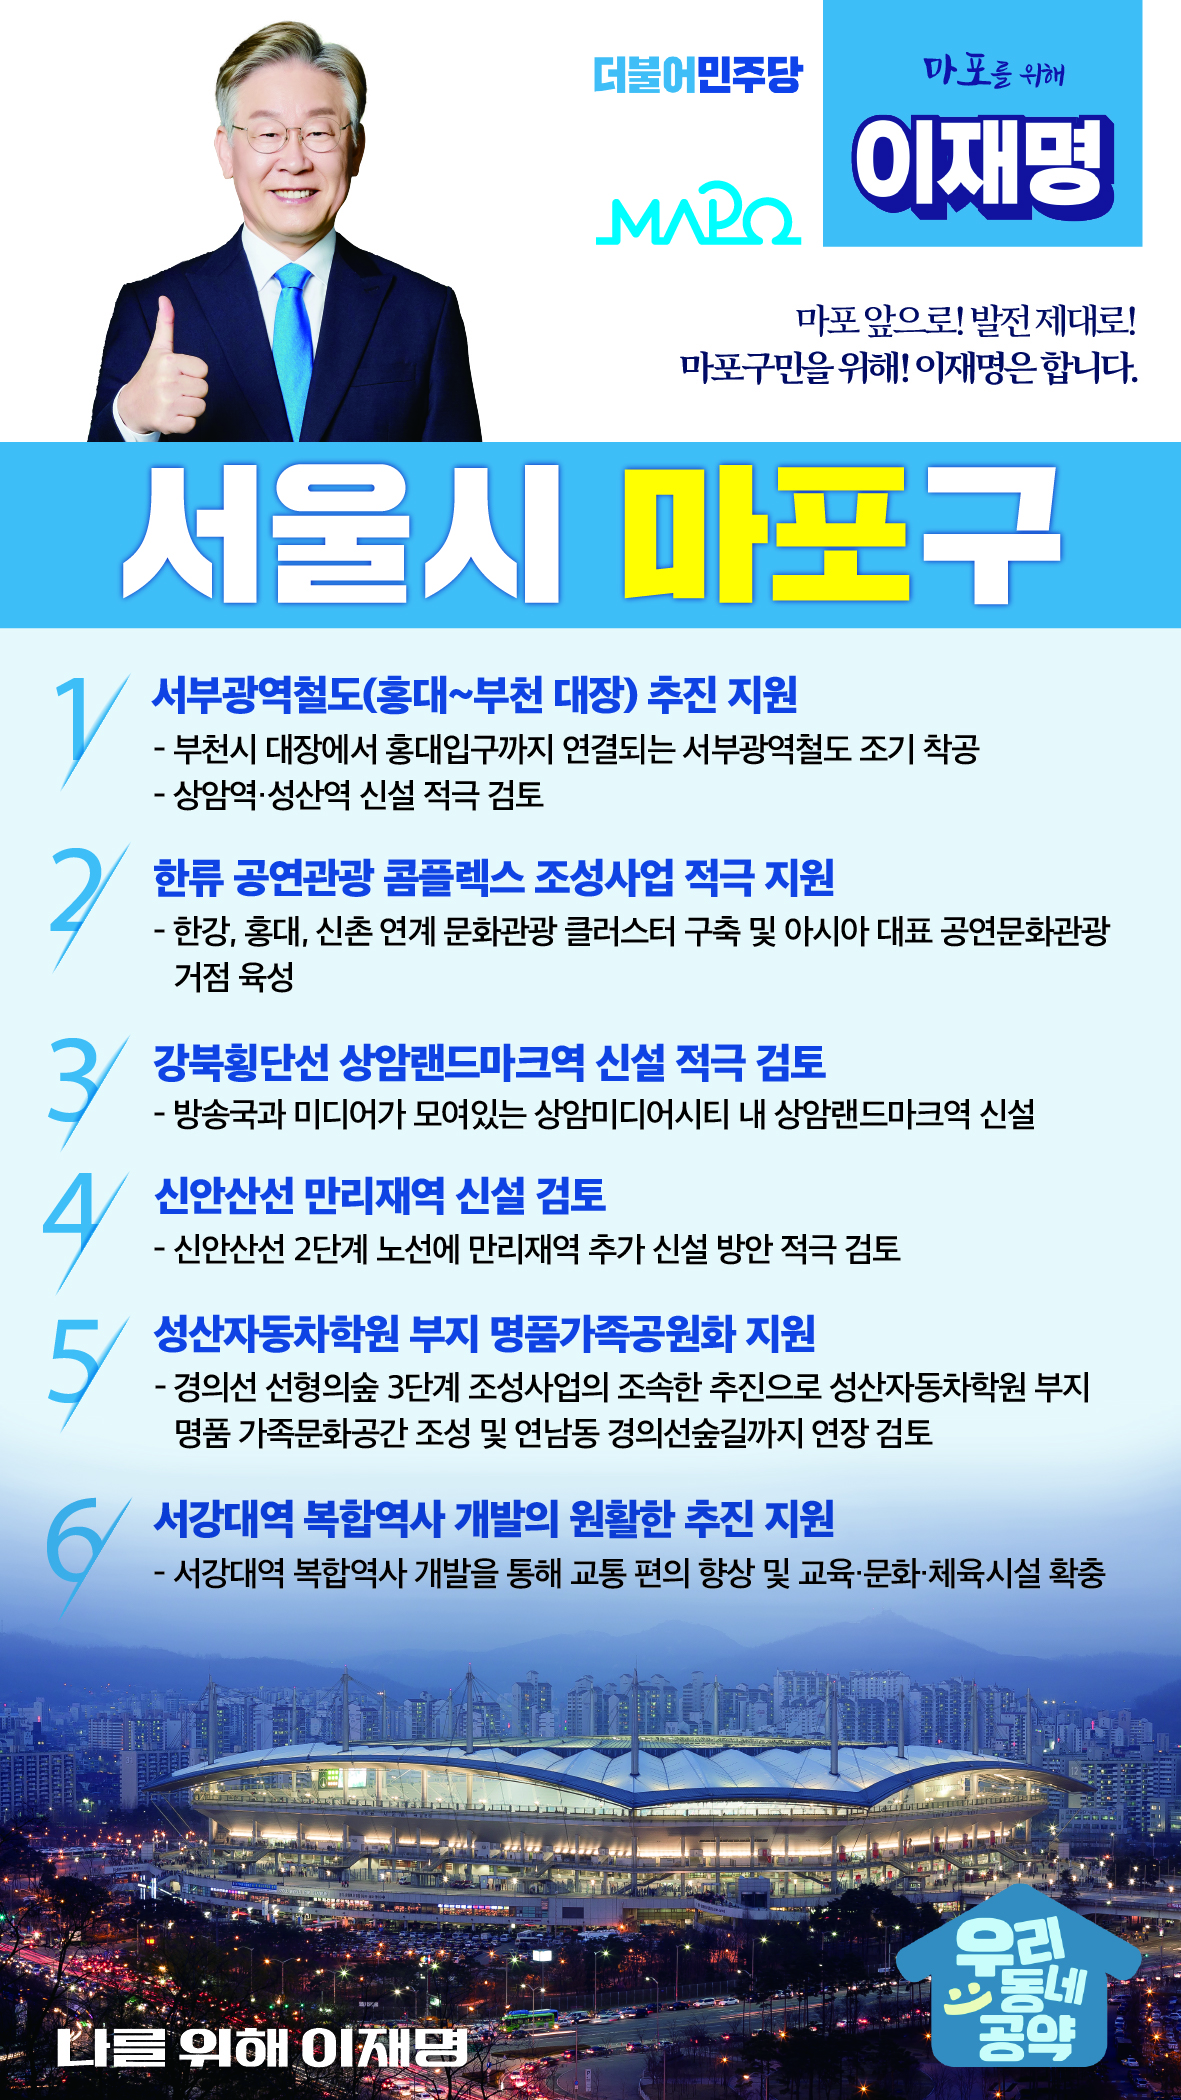 더불어민주당
마포를 위해
이재명
MAPO
마포 앞으로! 발전 제대로!
마포구민을 위해! 이재명은 합니다.
서울시 마포구
1 서부광역철도(홍대~부천 대장) 추진 지원
- 부천시 대장에서 홍대입구까지 연결되는 서부광역철도 조기 착공
- 상암역·성산역 신설 적극 검토
2 한류 공연관광 콤플렉스 조성사업 적극 지원
- 한강, 홍대, 신촌 연계 문화관광 클러스터 구축 및 아시아 대표 공연문화관광
거점 육성
3 강북횡단선 상암랜드마크역 신설 적극 검토
- 방송국과 미디어가 모여있는 상암미디어시티 내 상암랜드마크역 신설
4 신안산선 만리재역 신설 검토
- 신안산선 2단계 노선에 만리재역 추가 신설 방안 적극 검토
5 성산자동차학원 부지 명품가족공원화 지원
- 경의선 선형의숲 3단계 조성사업의 조속한 추진으로 성산자동차학원 부지
명품 가족문화공간 조성 및 연남동 경의선숲길까지 연장 검토
6 서강대역 복합역사 개발의 원활한 추진 지원
- 서강대역 복합역사 개발을 통해 교통 편의 향상 및 교육·문화·체육시설 확충
우리
동네
공약
나를 위해 이재명